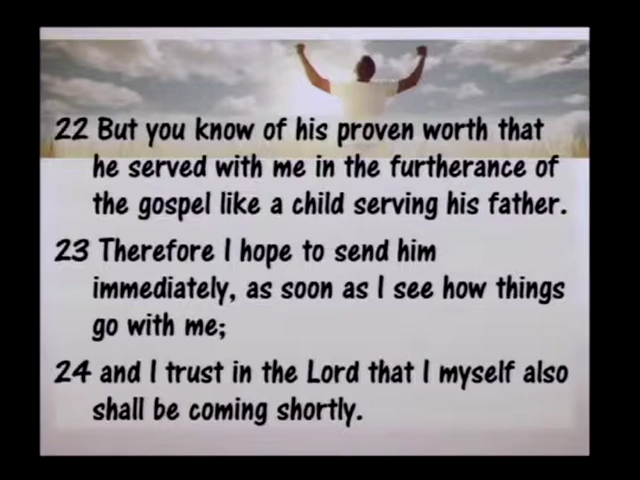 22 But you know of his proven worth that
he served with me in the furtherance of
the gospel like a child serving his father.
23 Therefore I hope to send him
immediately, as soon as I see how things
go with me;
24 and I trust in the Lord that I myself also
shall be coming shortly.